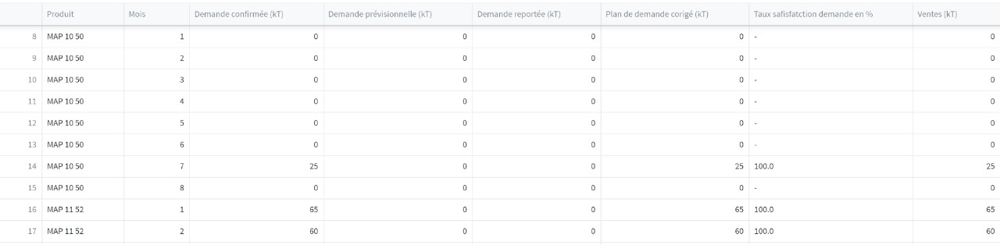 Produit Mois Demande confirmée (kT) Demande prévisionnelle (kT) Demande reportée (kT) Plan de demande corigé (kT) Taux safisfatction demande en % Ventes (kT)
8 MAP 10 50 1 0 0 0 0 - 0
9 MAP 10 50 2 0 0 0 0 - 0
10 MAP 10 50 3 0 0 0 0 - 0
11 MAP 10 50 4 0 0 0 0 - 0
12 MAP 10 50 5 0 0 0 0 - 0
13 MAP 10 50 6 0 0 0 0 - 0
14 MAP 10 50 7 25 0 0 25 100.0 25
15 MAP 10 50 8 0 0 0 0 - 0
16 MAP 11 52 1 65 0 0 65 100.0 65
17 MAP 11 52 2 60 0 0 60 100.0 60